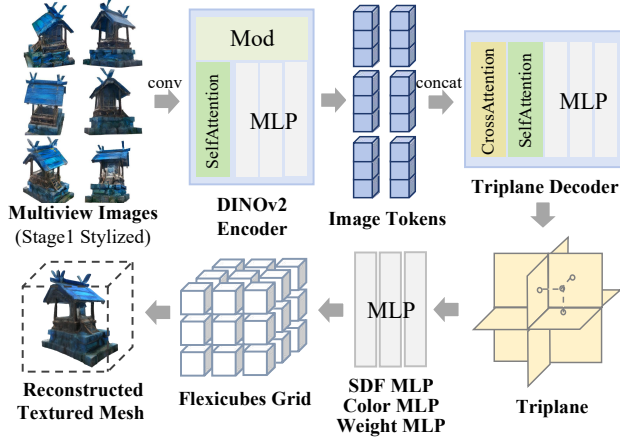 conv
Mod
SelfAttention
MLP
concat
CrossAttention
SelfAttention
MLP
Multiview Images
(Stage1 Stylized)
DINOv2
Encoder
Image Tokens
Triplane Decoder
MLP
Reconstructed
Textured Mesh
Flexicubes Grid
SDF MLP
Color MLP
Weight MLP
Triplane